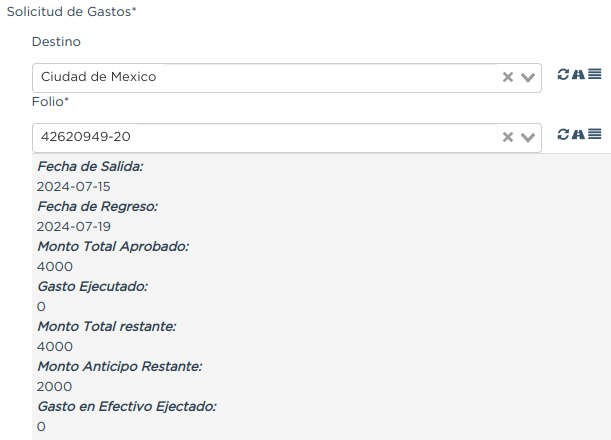 Solicitud de Gastos*
Destino
Ciudad de Mexico
Folio*
42620949-20
Fecha de Salida:
2024-07-15
Fecha de Regreso:
2024-07-19
Monto Total Aprobado:
4000
Gasto Ejecutado:
0
Monto Total restante:
4000
Monto Anticipo Restante:
2000
Gasto en Efectivo Ejectado:
0